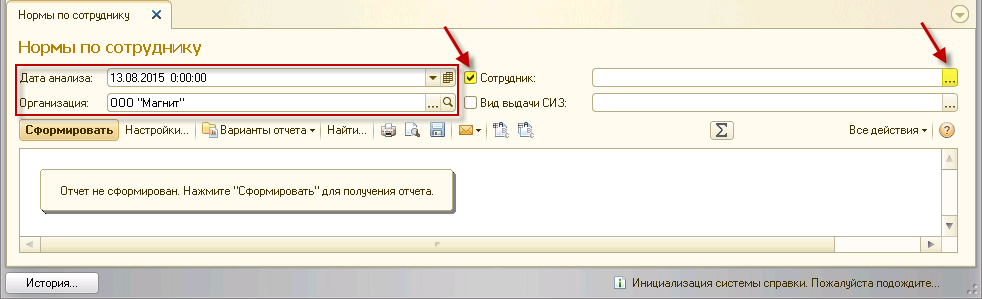 Нормы по сотруднику
Нормы по сотруднику
Дата анализа: 13.08.2015 0:00:00 Сотрудник:
Организация: ООО "Магнит" Вид выдачи СИЗ:
Сформировать Настройки... Варианты отчета Найти... Σ Все действия ?
Отчет не сформирован. Нажмите "Сформировать" для получения отчета.
История... Инициализация системы справки. Пожалуйста подождите...